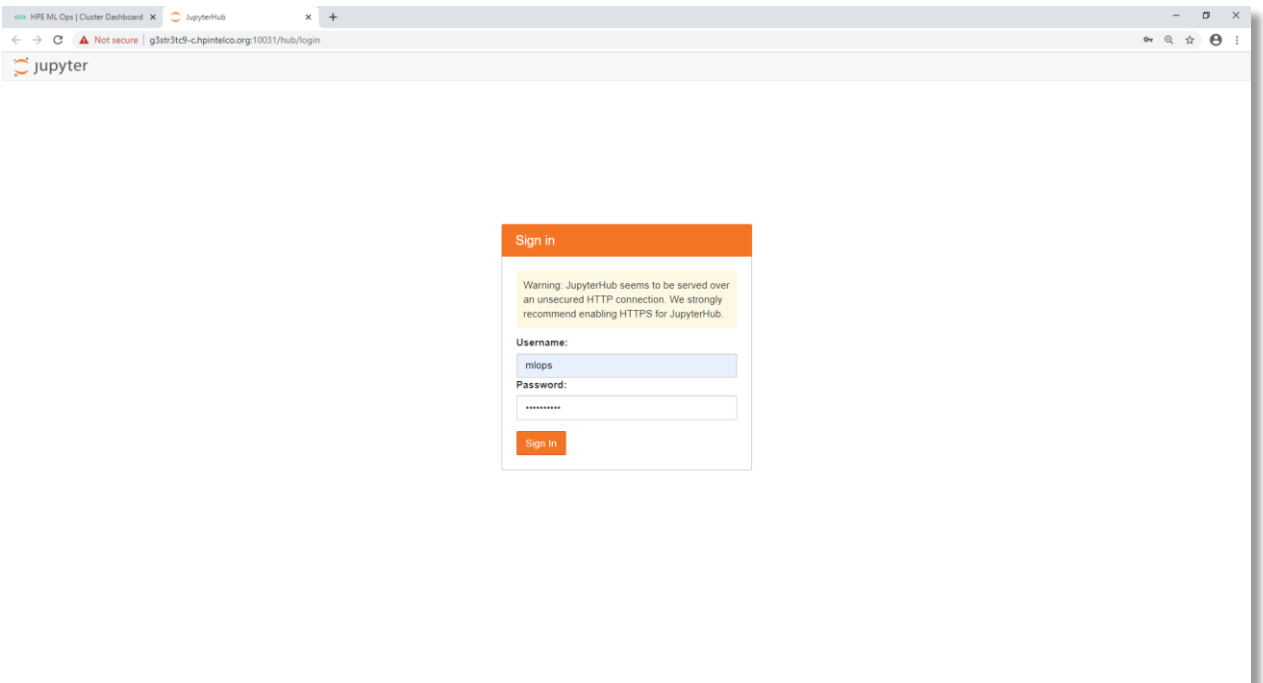 HPE ML Ops | Cluster Dashboard
JupyterHub
Not secure | g3str3tc9-c.hpintelco.org:10031/hub/login
jupyter
Sign in
Warning: JupyterHub seems to be served over
an unsecured HTTP connection. We strongly
recommend enabling HTTPS for JupyterHub.
Username:
mlops
Password:
••••••••••
Sign In